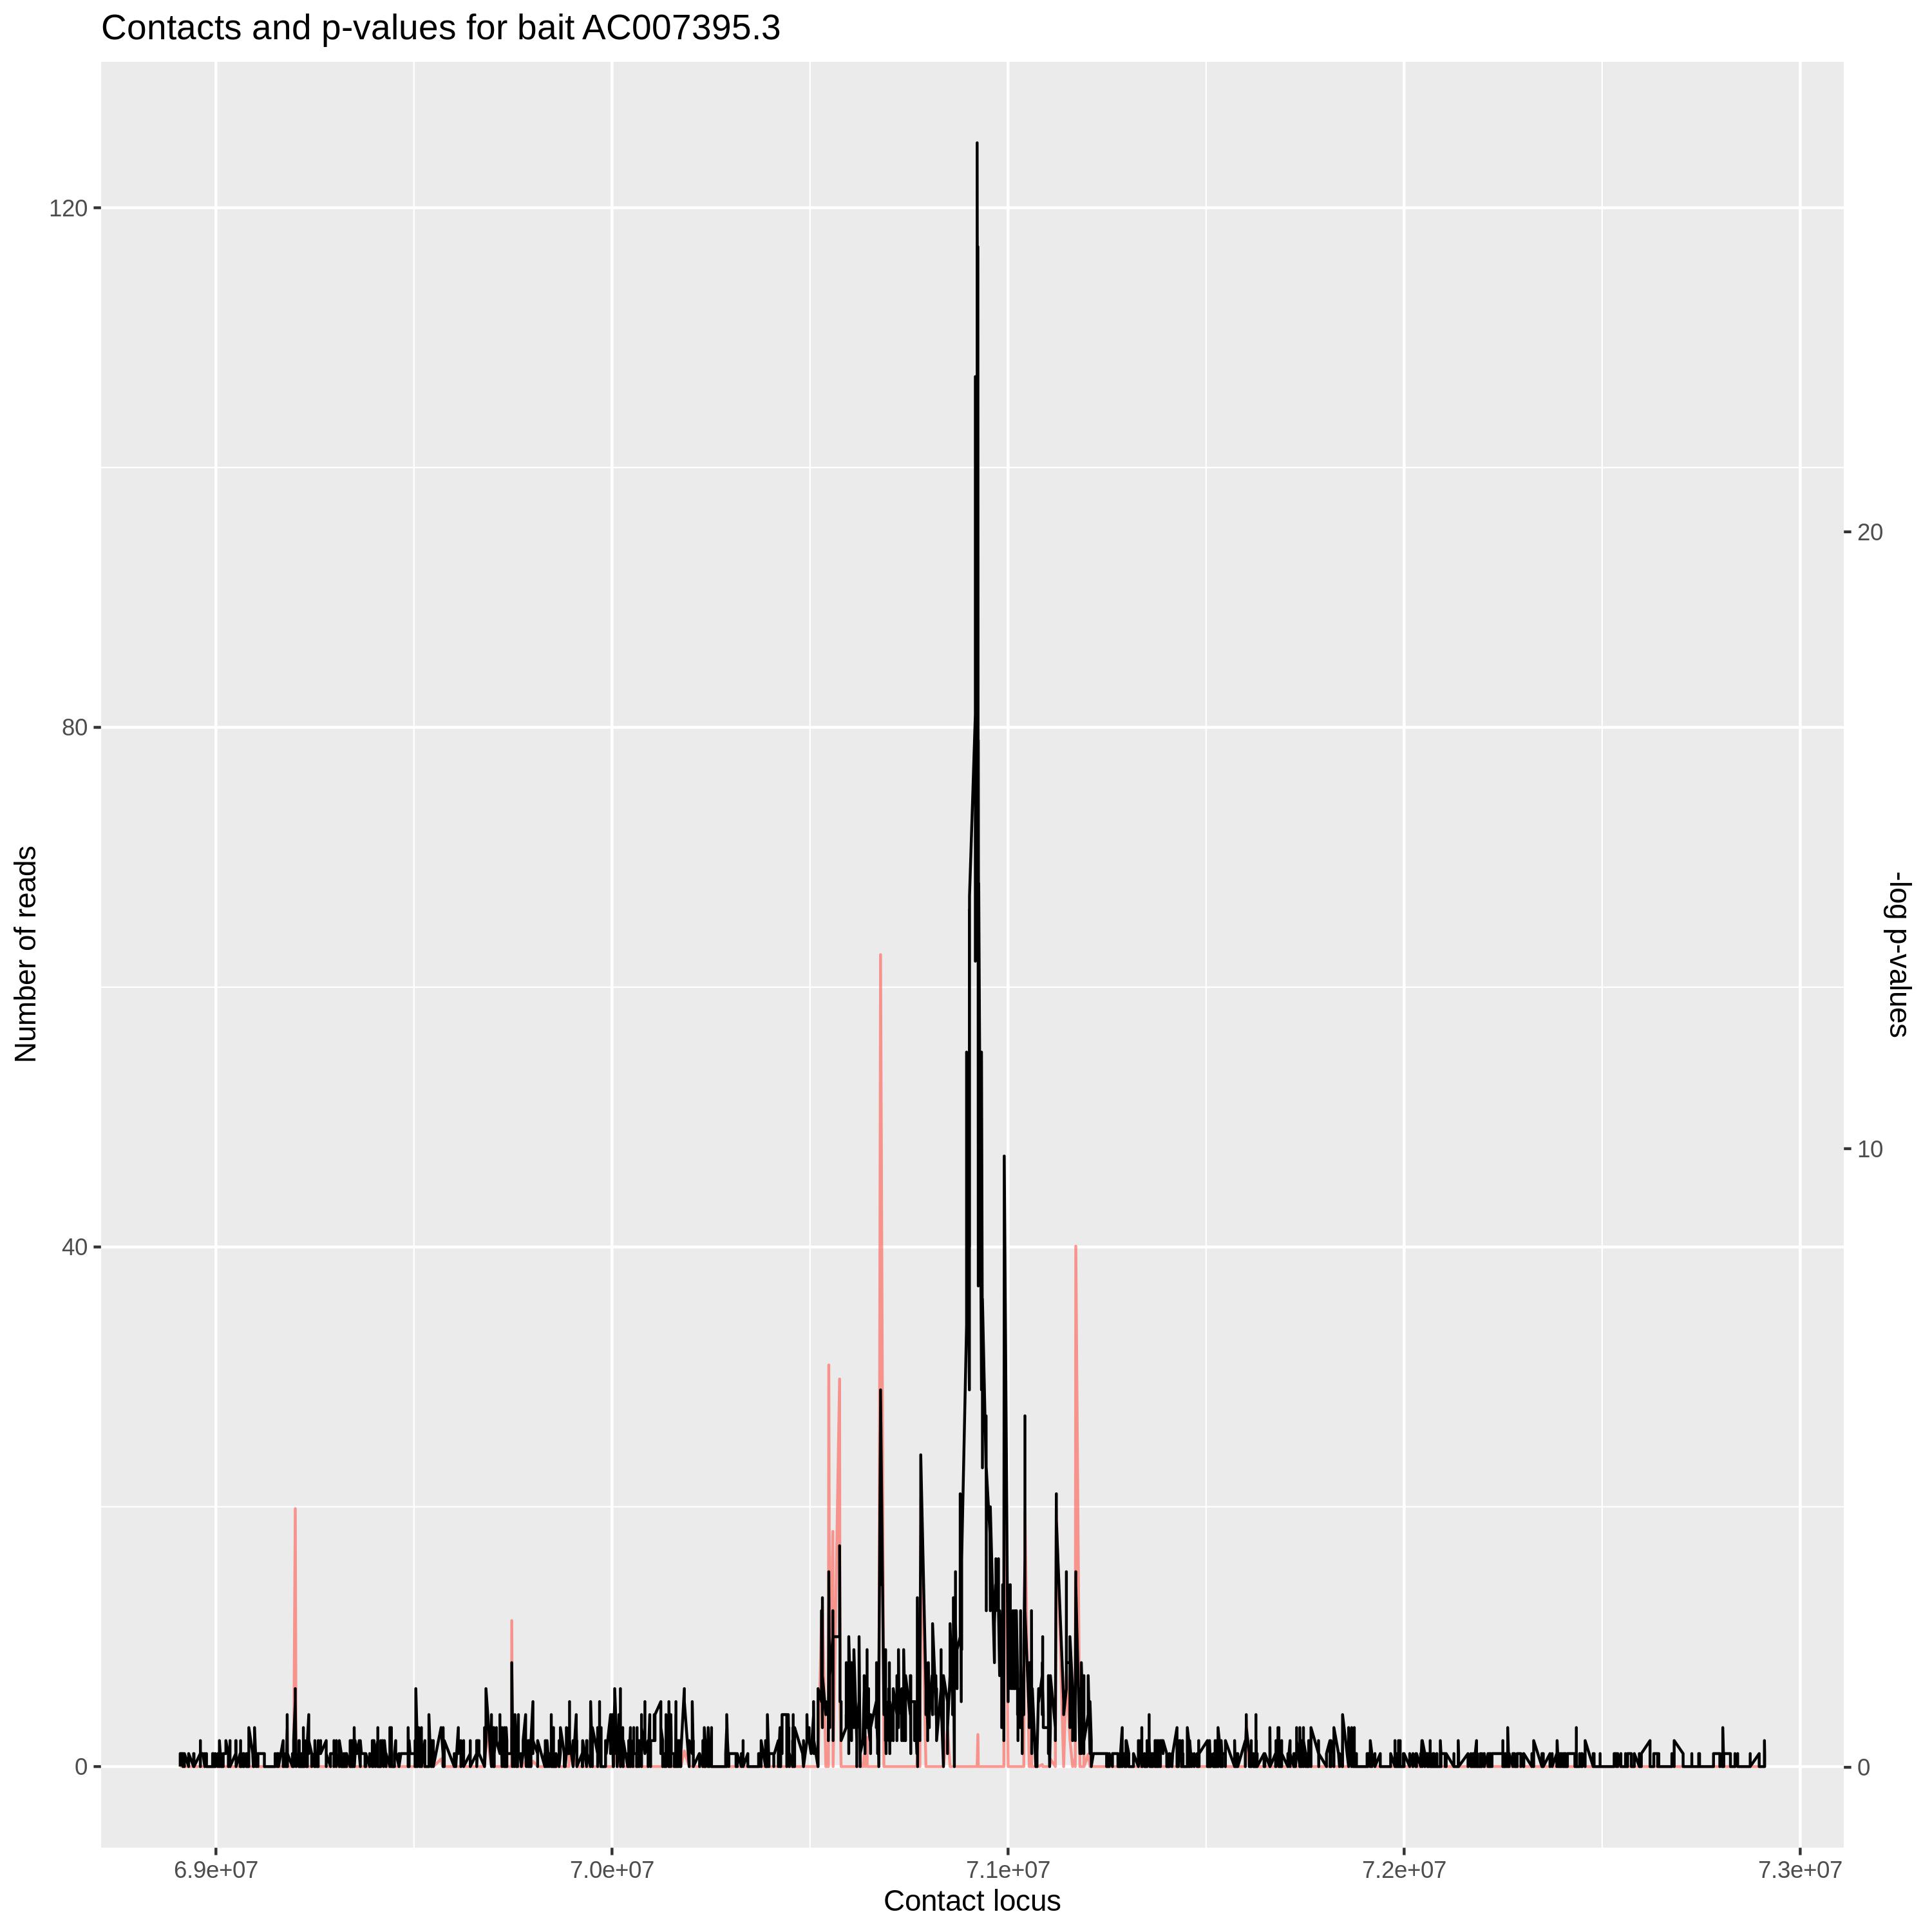 Contacts and p-values for bait AC007395.3
120
80
40
0
20
10
0
Number of reads
-log p-values
6.9e+07
7.0e+07
7.1e+07
7.2e+07
7.3e+07
Contact locus